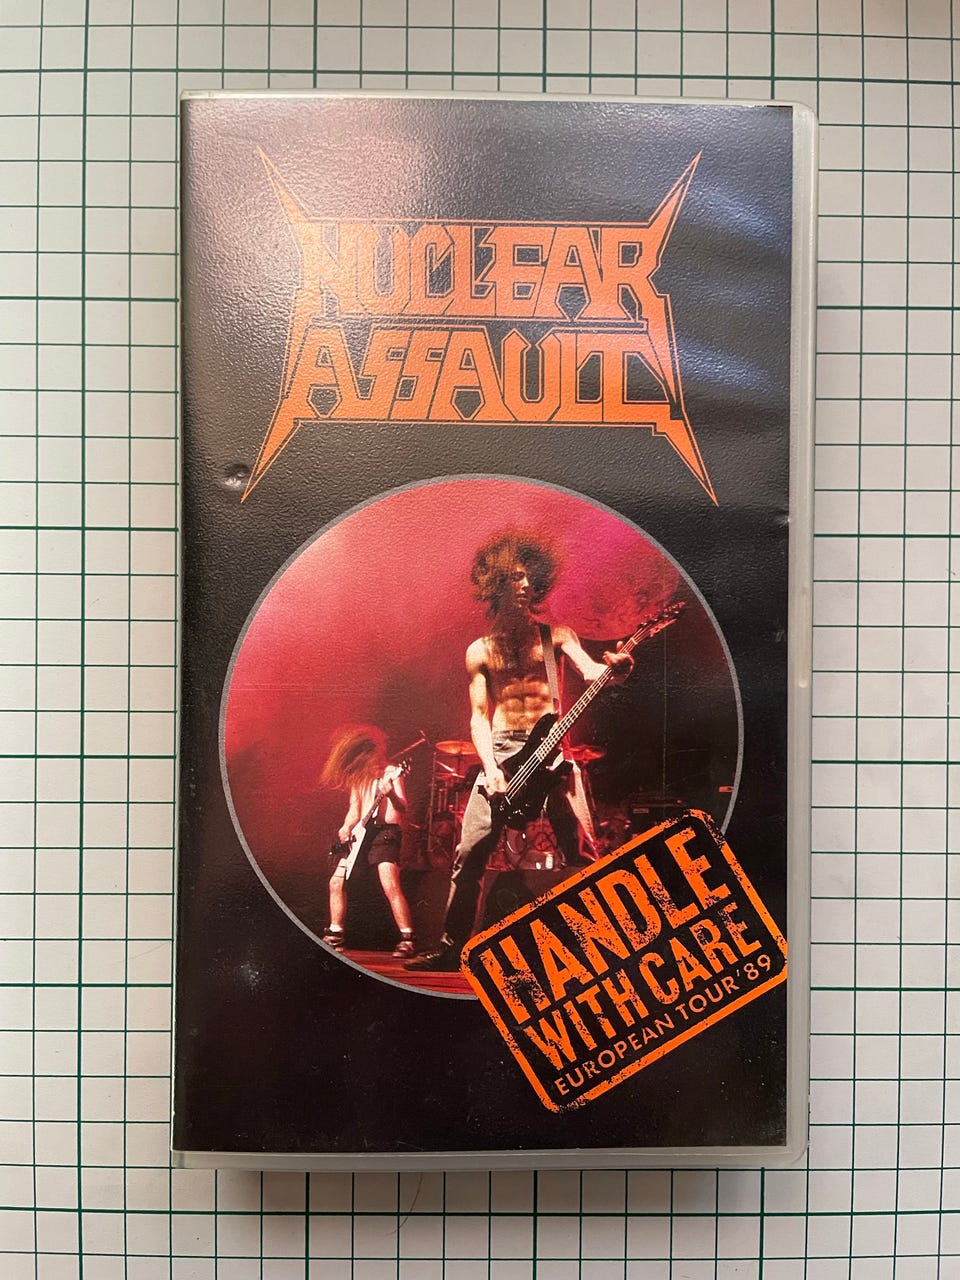 NUCLEAR
ASSAULT
HANDLE
WITH CARE
EUROPEAN TOUR '89